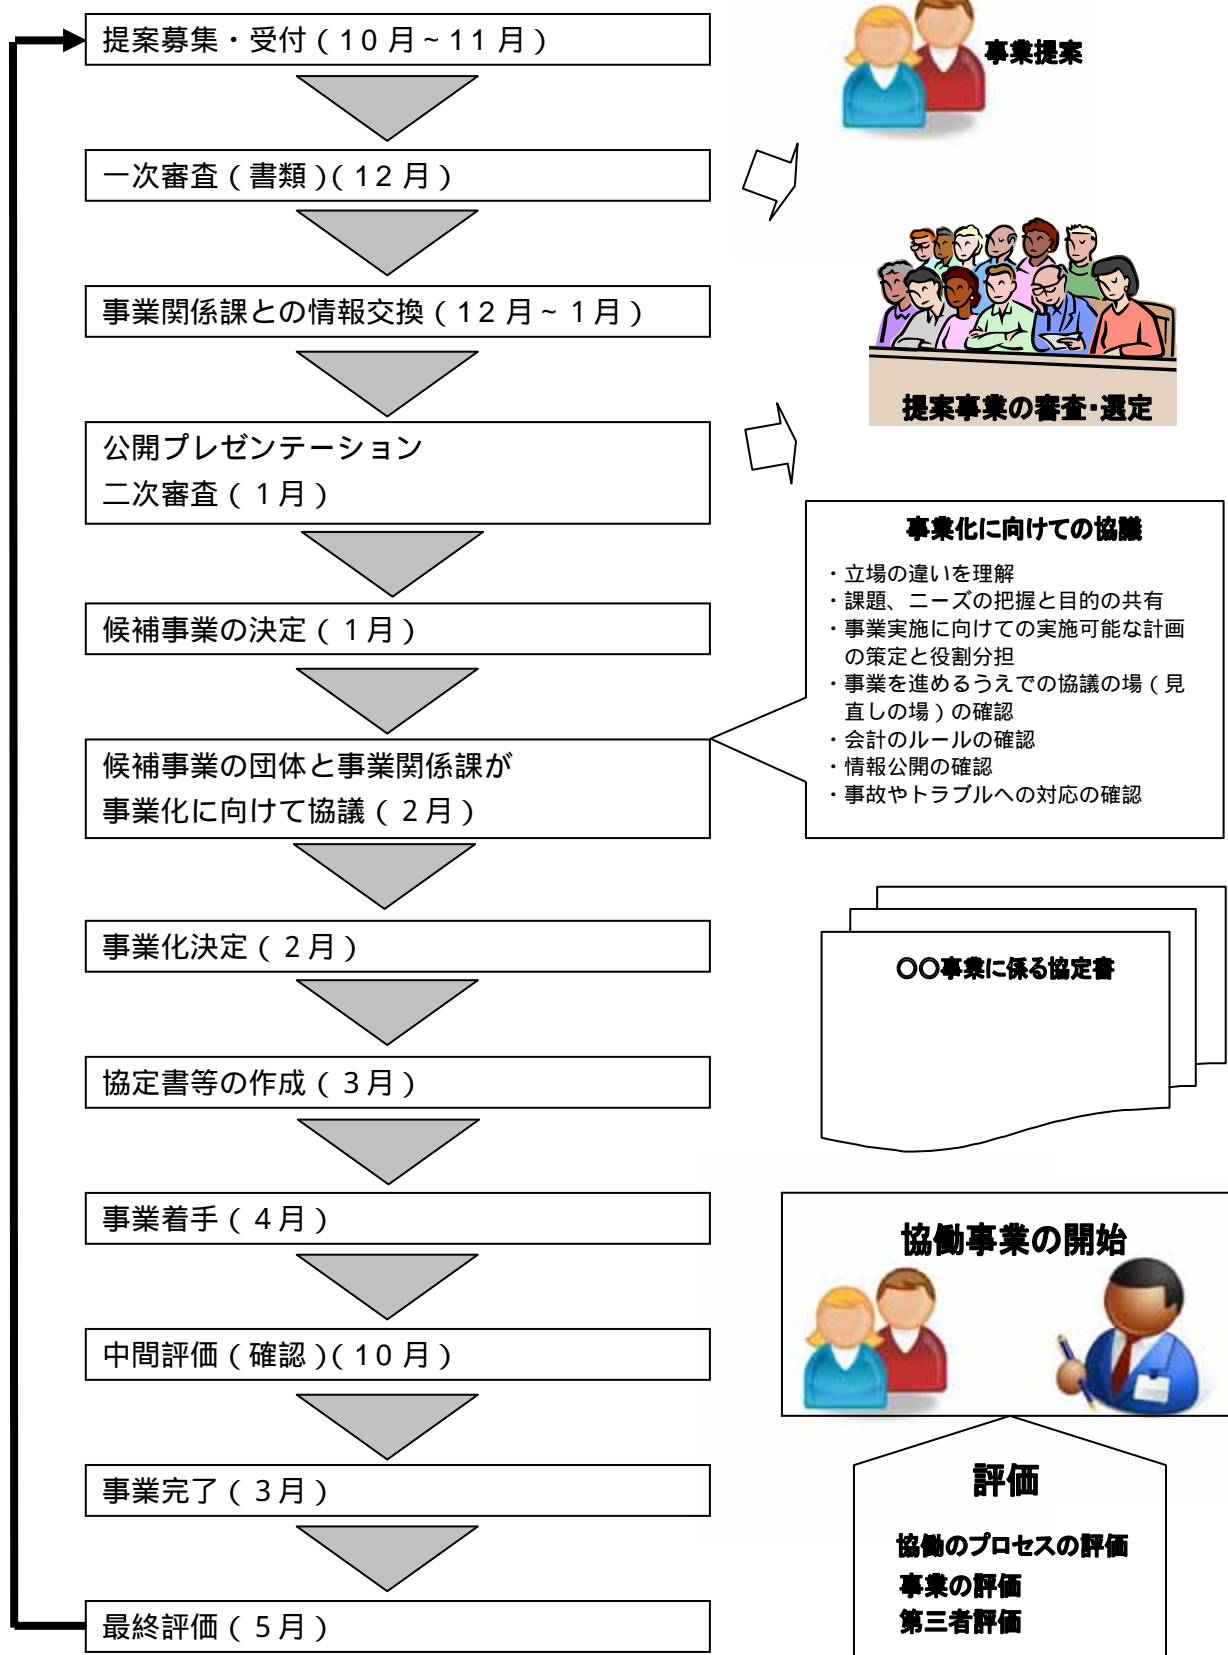 提案募集・受付（10月～11月）
事業提案
一次審査（書類）（12月）
事業関係課との情報交換（12月～1月）
提案事業の審査・選定
公開プレゼンテーション
二次審査（1月）
候補事業の決定（1月）
候補事業の団体と事業関係課が
事業化に向けて協議（2月）
事業化に向けての協議
・立場の違いを理解
・課題、ニーズの把握と目的の共有
・事業実施に向けての実施可能な計画
の策定と役割分担
・事業を進めるうえでの協議の場（見
直しの場）の確認
・会計のルールの確認
・情報公開の確認
・事故やトラブルへの対応の確認
事業化決定（2月）
〇〇事業に係る協定書
協定書等の作成（3月）
事業着手（4月）
協働事業の開始
中間評価（確認）（10月）
事業完了（3月）
最終評価（5月）
評価
協働のプロセスの評価
事業の評価
第三者評価